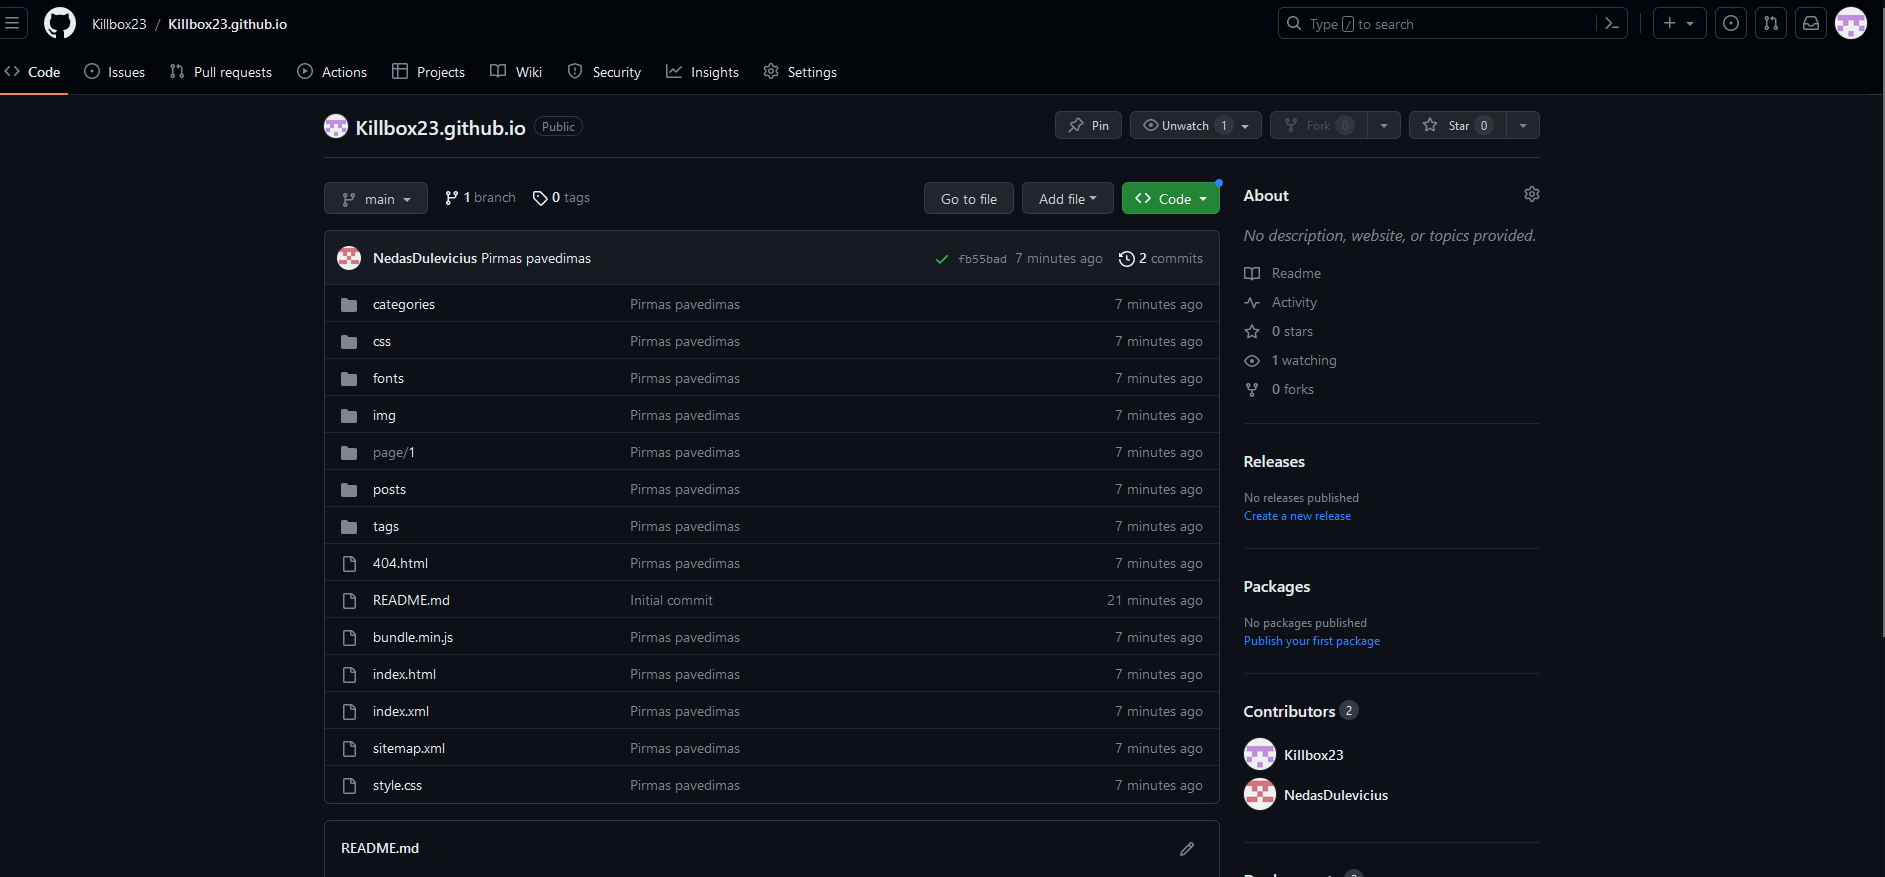 Killbox23 / Killbox23.github.io
Type / to search
Code Issues Pull requests Actions Projects Wiki Security Insights Settings
Killbox23.github.io Public
Pin Unwatch 1 Fork 0 Star 0
main 1 branch 0 tags Go to file Add file Code
NedasDulevicius Pirmas pavedimas fb55bad 7 minutes ago 2 commits
categories Pirmas pavedimas 7 minutes ago
css Pirmas pavedimas 7 minutes ago
fonts Pirmas pavedimas 7 minutes ago
img Pirmas pavedimas 7 minutes ago
page/1 Pirmas pavedimas 7 minutes ago
posts Pirmas pavedimas 7 minutes ago
tags Pirmas pavedimas 7 minutes ago
404.html Pirmas pavedimas 7 minutes ago
README.md Initial commit 21 minutes ago
bundle.min.js Pirmas pavedimas 7 minutes ago
index.html Pirmas pavedimas 7 minutes ago
index.xml Pirmas pavedimas 7 minutes ago
sitemap.xml Pirmas pavedimas 7 minutes ago
style.css Pirmas pavedimas 7 minutes ago
README.md
About
No description, website, or topics provided.
Readme
Activity
0 stars
1 watching
0 forks
Releases
No releases published
Create a new release
Packages
No packages published
Publish your first package
Contributors 2
Killbox23
NedasDulevicius